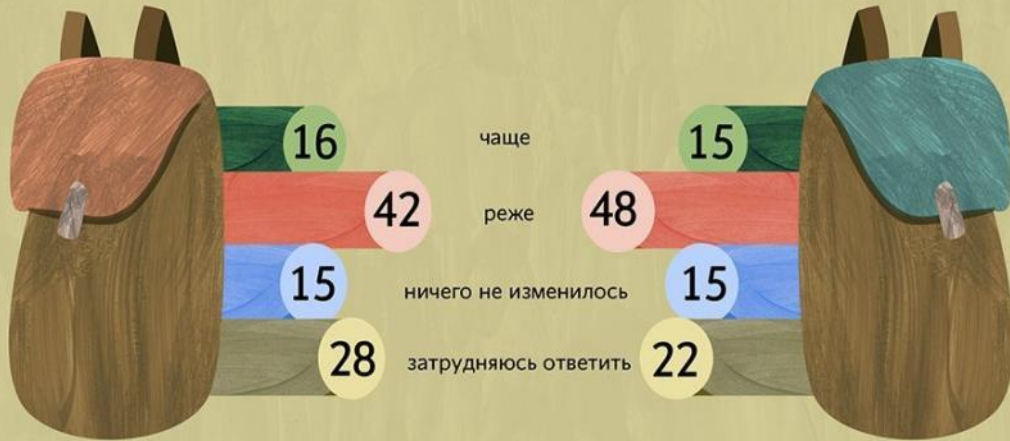 16 чаще 15
42 реже 48
15 ничего не изменилось 15
28 затрудняюсь ответить 22